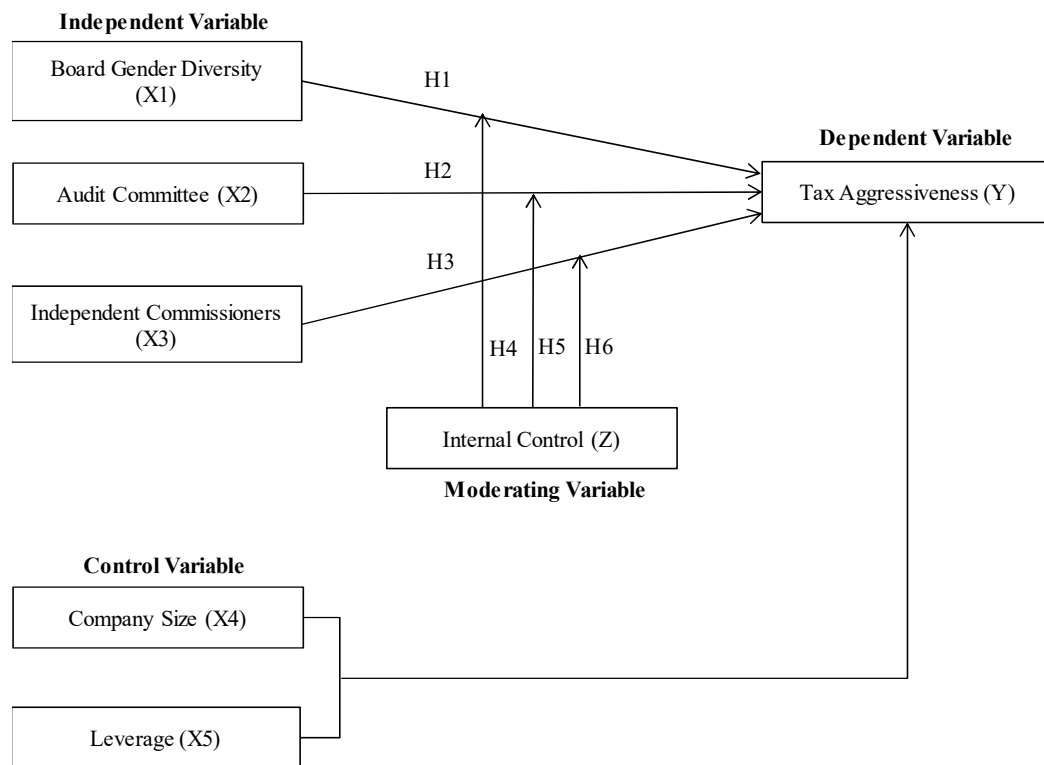 Independent Variable
Board Gender Diversity
(X1)
H1
Dependent Variable
Audit Committee (X2)
H2
Tax Aggressiveness (Y)
H3
Independent Commissioners
(X3)
H4
H5
H6
Internal Control (Z)
Moderating Variable
Control Variable
Company Size (X4)
Leverage (X5)